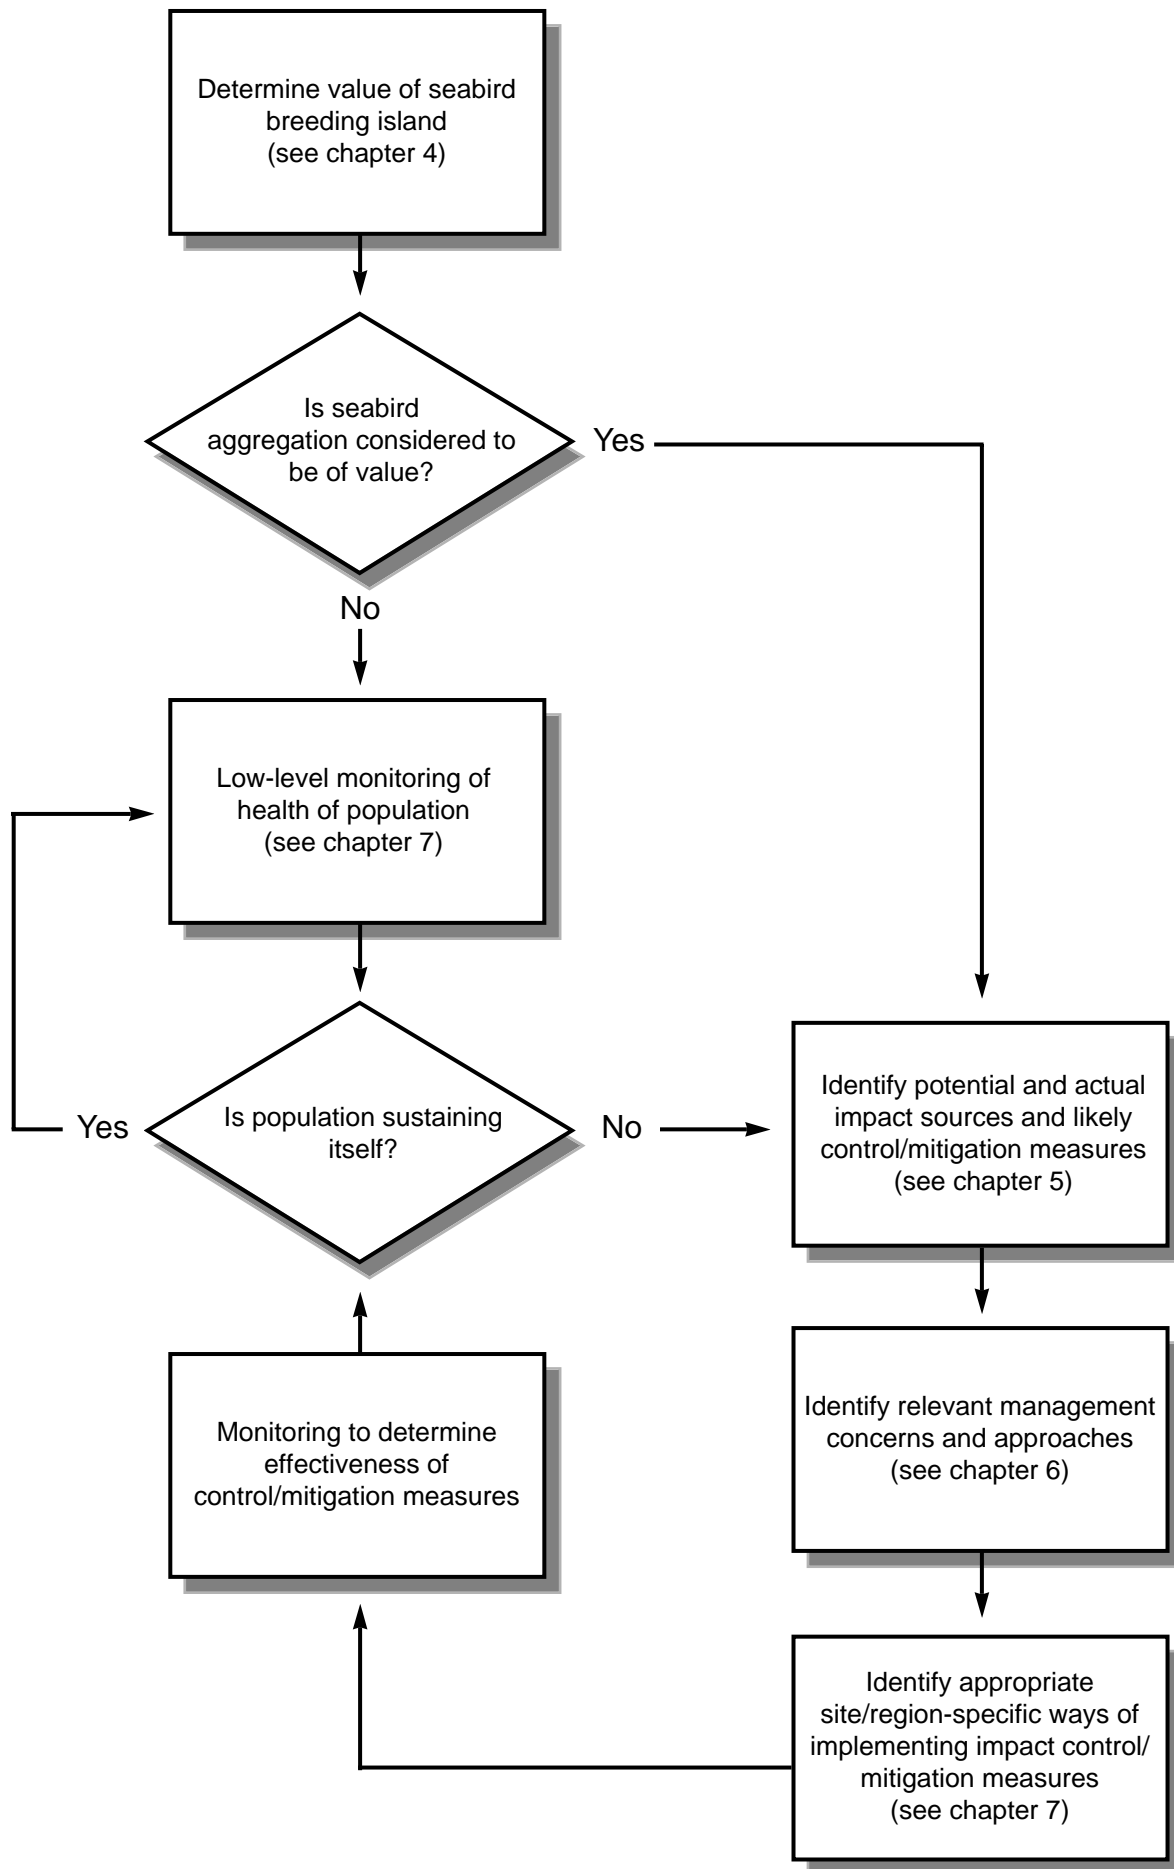 Determine value of seabird
breeding island
(see chapter 4)
Is seabird
aggregation considered to
be of value?
Yes
No
Low-level monitoring of
health of population
(see chapter 7)
Is population sustaining
itself?
Yes
No
Identify potential and actual
impact sources and likely
control/mitigation measures
(see chapter 5)
Identify relevant management
concerns and approaches
(see chapter 6)
Monitoring to determine
effectiveness of
control/mitigation measures
Identify appropriate
site/region-specific ways of
implementing impact control/
mitigation measures
(see chapter 7)